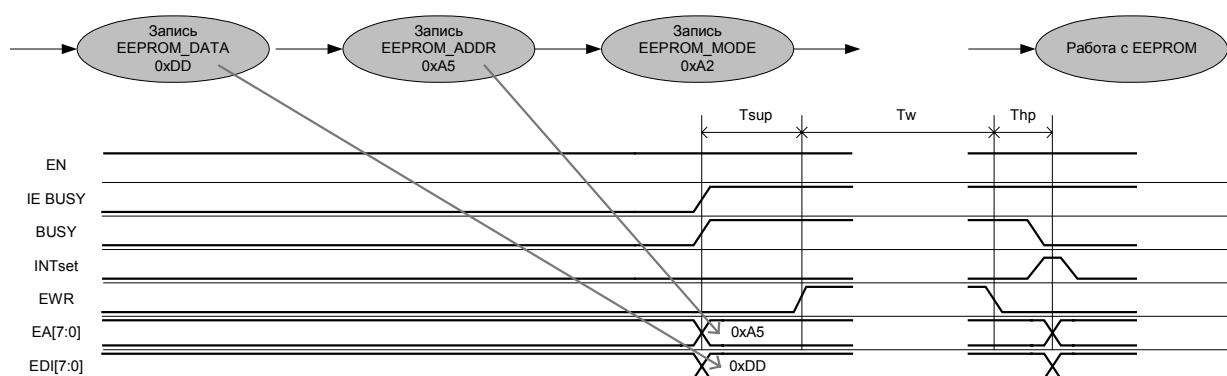 Запись
EEPROM_DATA
0xDD
Запись
EEPROM_ADDR
0xA5
Запись
EEPROM_MODE
0xA2
Работа с EEPROM
Tsup
Tw
Thp
EN
IE BUSY
BUSY
INTset
EWR
EA[7:0]
0xA5
EDI[7:0]
0xDD